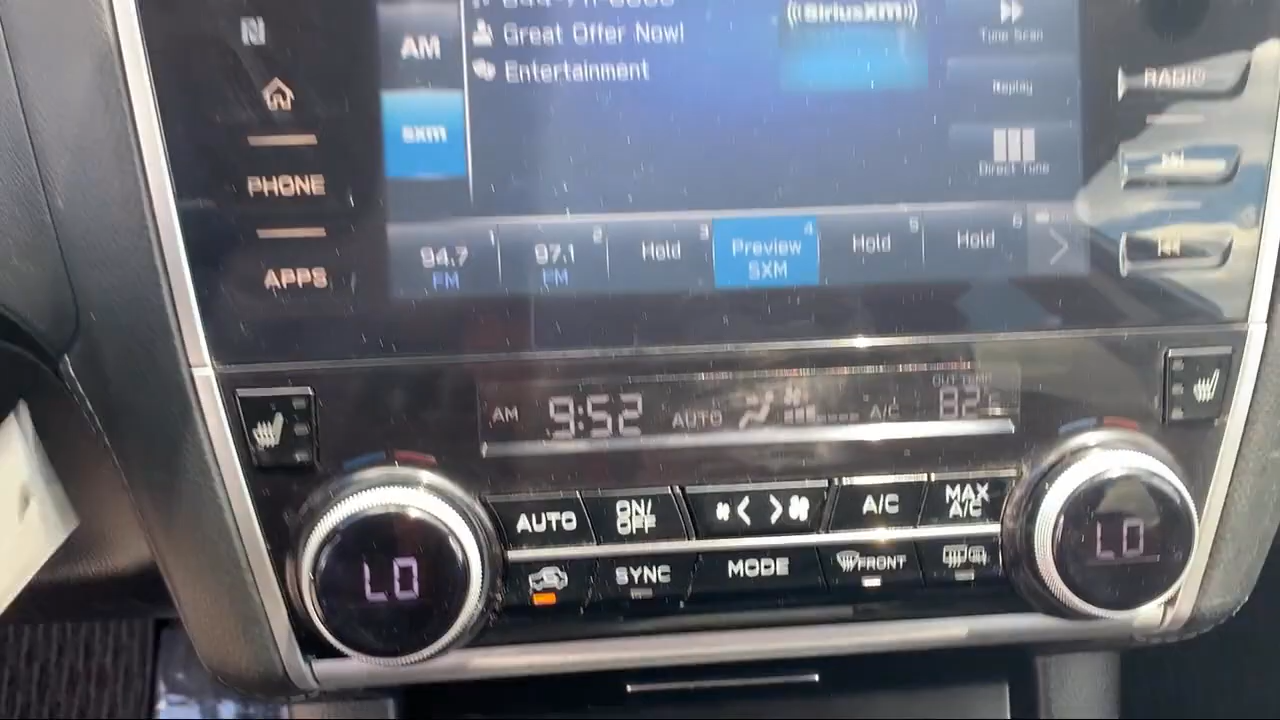 Great Offer Now!
Entertainment
AM
sxm
((SiriusXM))
Tune Scan
Replay
Direct Tune
RADIO
PHONE
APPS
1
94.7
FM
2
97.1
FM
3
Hold
4
Preview
SXM
5
Hold
6
Hold
AM 9:52 AUTO A/C
OUT TEMP
82
LO
AUTO
ON/
OFF
A/C
MAX
A/C
SYNC
MODE
FRONT
LO